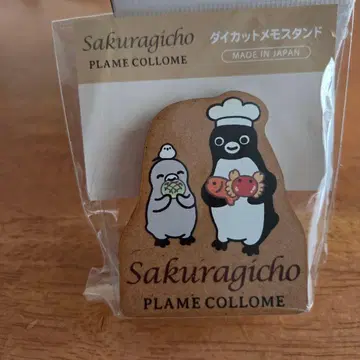 Sakuragicho
PLAME COLLOME
ダイカットメモスタンド
MADE IN JAPAN
Sakuragicho
PLAME COLLOME